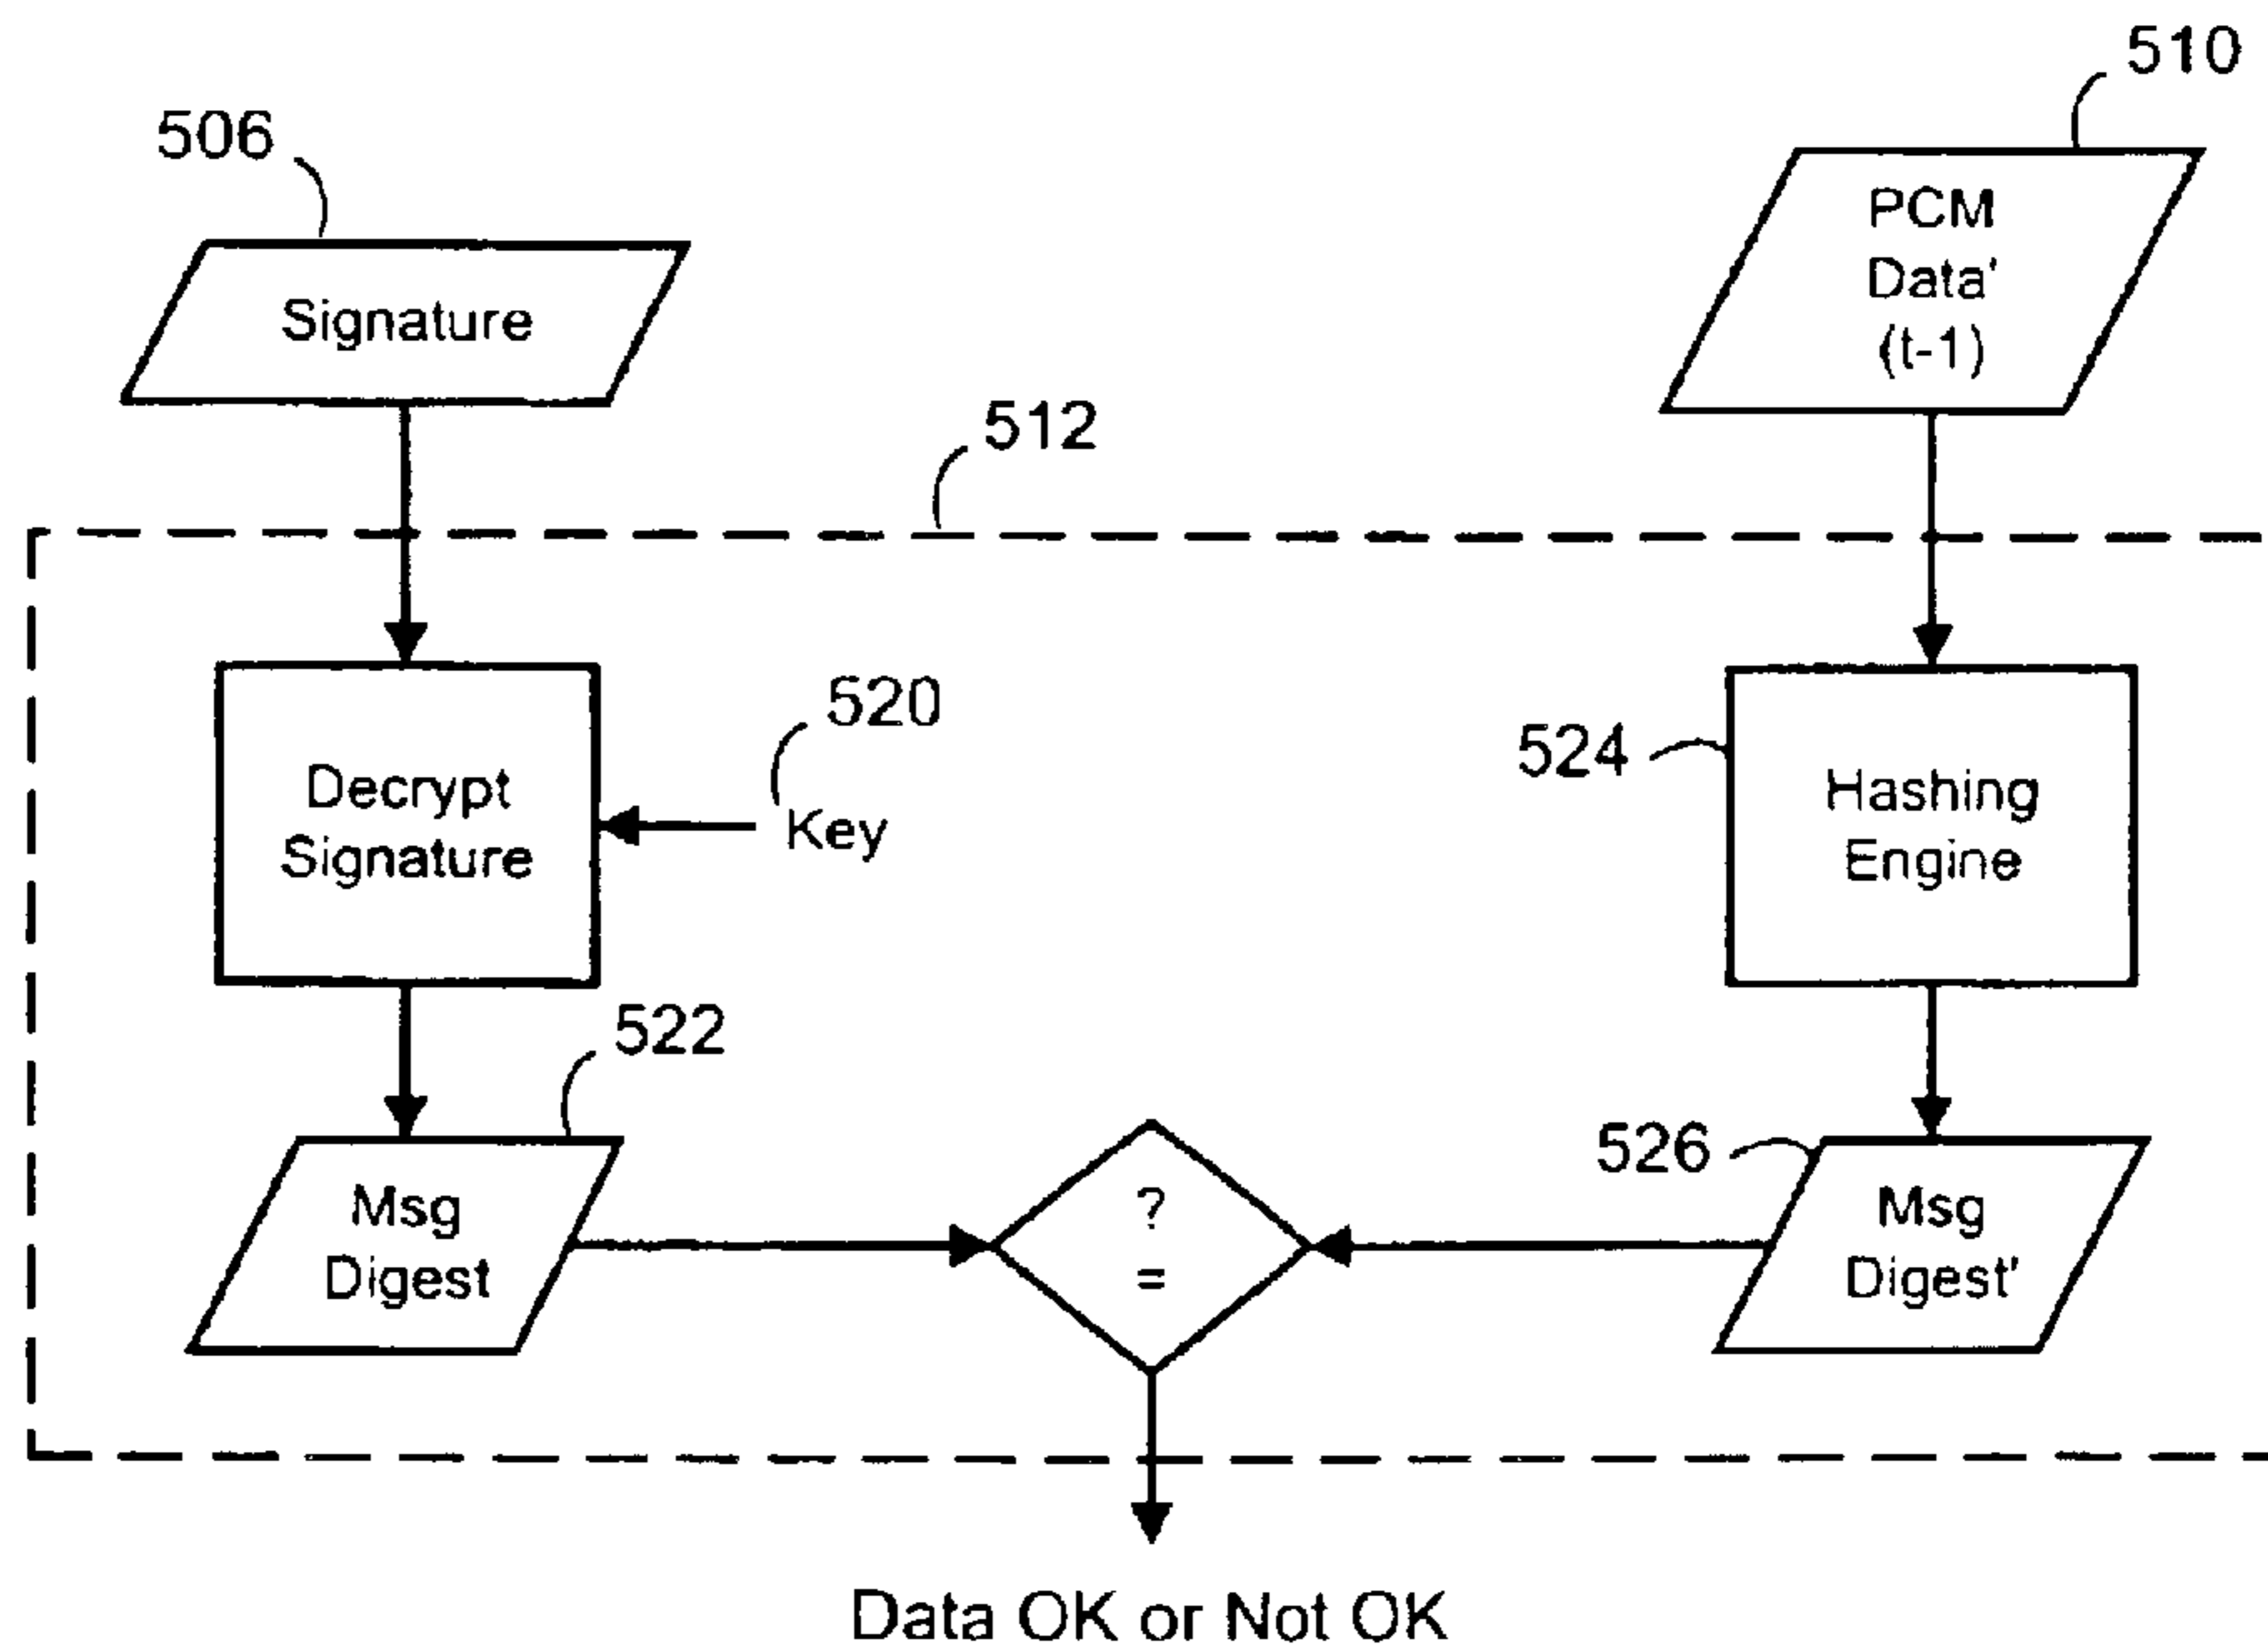 510
506
PCM
Data'
(t-1)
Signature
512
520
524
Decrypt
Signature
Key
Hashing
Engine
522
526
Msg
Digest
?
=
Msg
Digest'
Data OK or Not OK